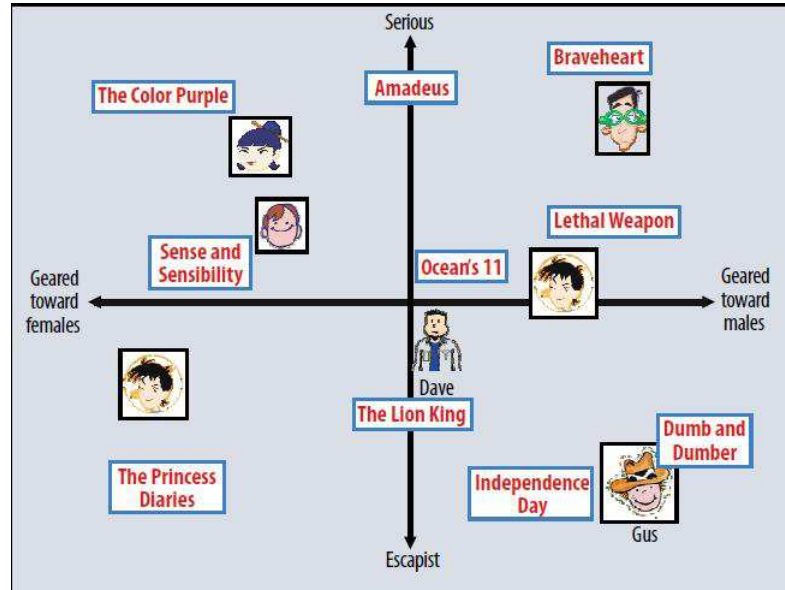 Serious
Braveheart
The Color Purple
Amadeus
Lethal Weapon
Sense and
Sensibility
Ocean's 11
Geared
toward
females
Geared
toward
males
Dave
The Lion King
Dumb and
Dumber
The Princess
Diaries
Independence
Day
Gus
Escapist